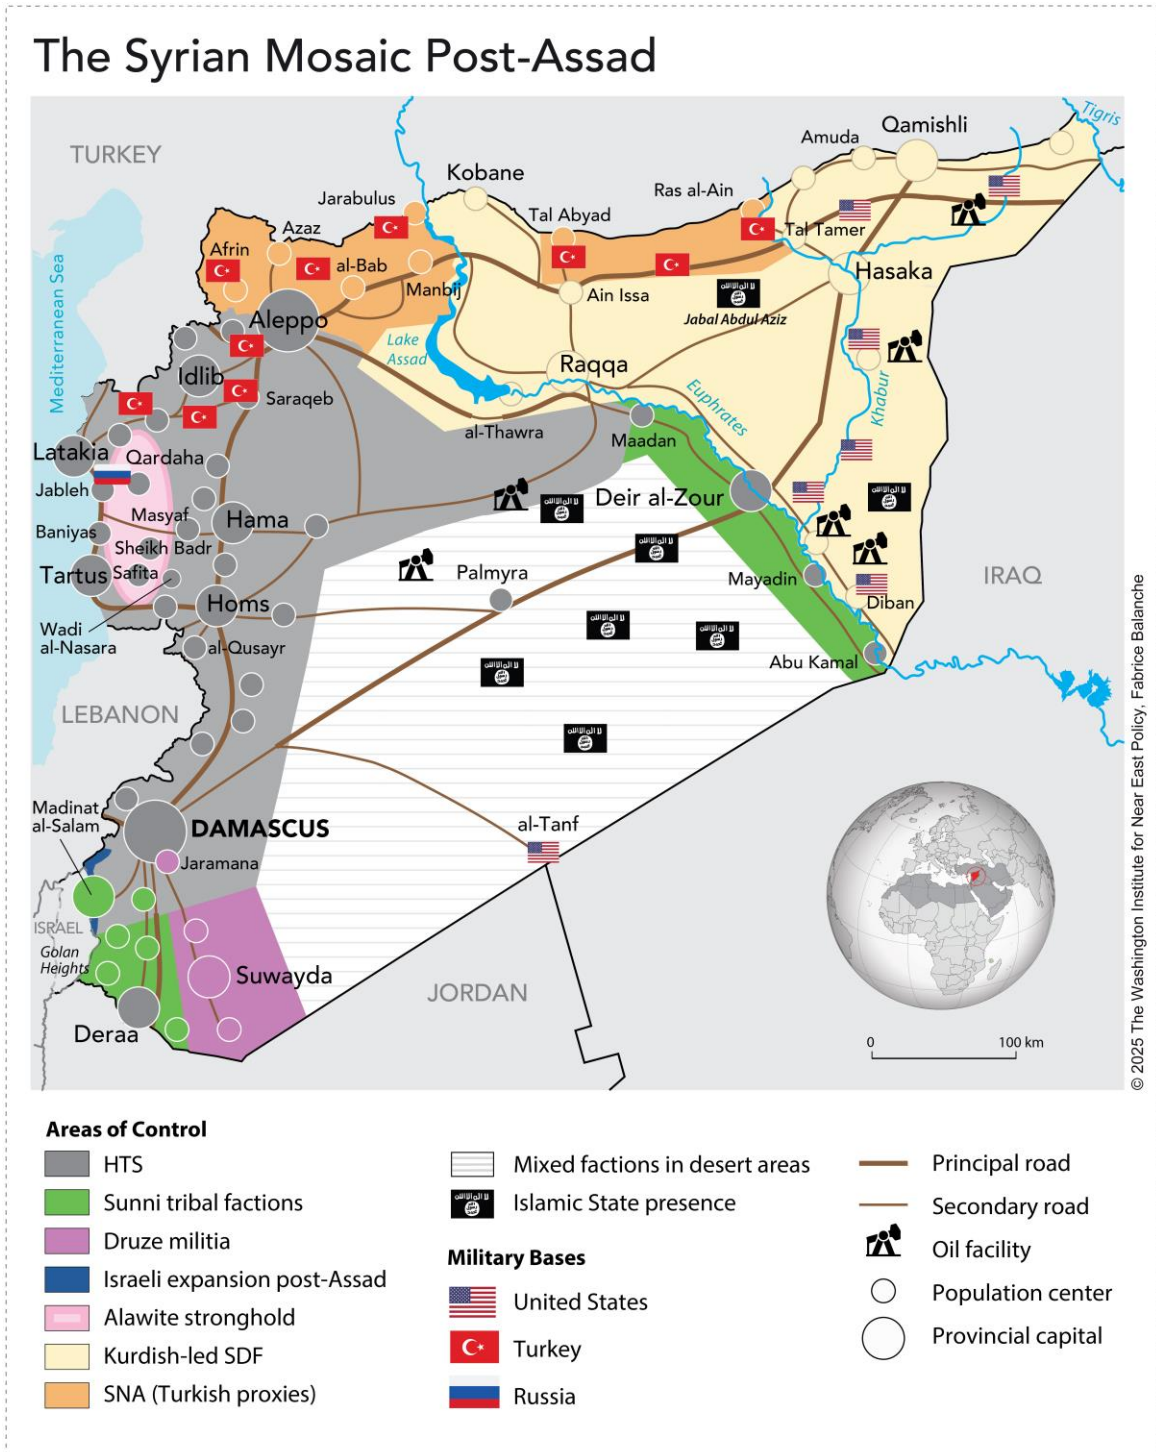 The Syrian Mosaic Post-Assad
Tigris
Qamishli
Amuda
TURKEY
Kobane
Ras al-Ain
Jarabulus
Tal Abyad
Azaz
Tal Tamer
Afrin
al-Bab
Hasaka
Manbij
Ain Issa
Mediterranean Sea
Aleppo
Jabal Abdul Aziz
Lake
Assad
Raqqa
Idlib
Khabur
Euphrates
Saraqeb
al-Thawra
Maadan
Latakia
Qardaha
Jableh
Deir al-Zour
Masyaf
Hama
Baniyas
Sheikh Badr
Tartus
Safita
Palmyra
Mayadin
IRAQ
Homs
Diban
Wadi
al-Nasara
al-Qusayr
Abu Kamal
LEBANON
Madinat
al-Salam
DAMASCUS
al-Tanf
Jaramana
ISRAEL
Golan
Heights
Suwayda
JORDAN
Deraa
0 100 km
© 2025 The Washington Institute for Near East Policy, Fabrice Balanche
Areas of Control
HTS
Sunni tribal factions
Druze militia
Israeli expansion post-Assad
Alawite stronghold
Kurdish-led SDF
SNA (Turkish proxies)
Mixed factions in desert areas
Islamic State presence
Military Bases
United States
Turkey
Russia
Principal road
Secondary road
Oil facility
Population center
Provincial capital